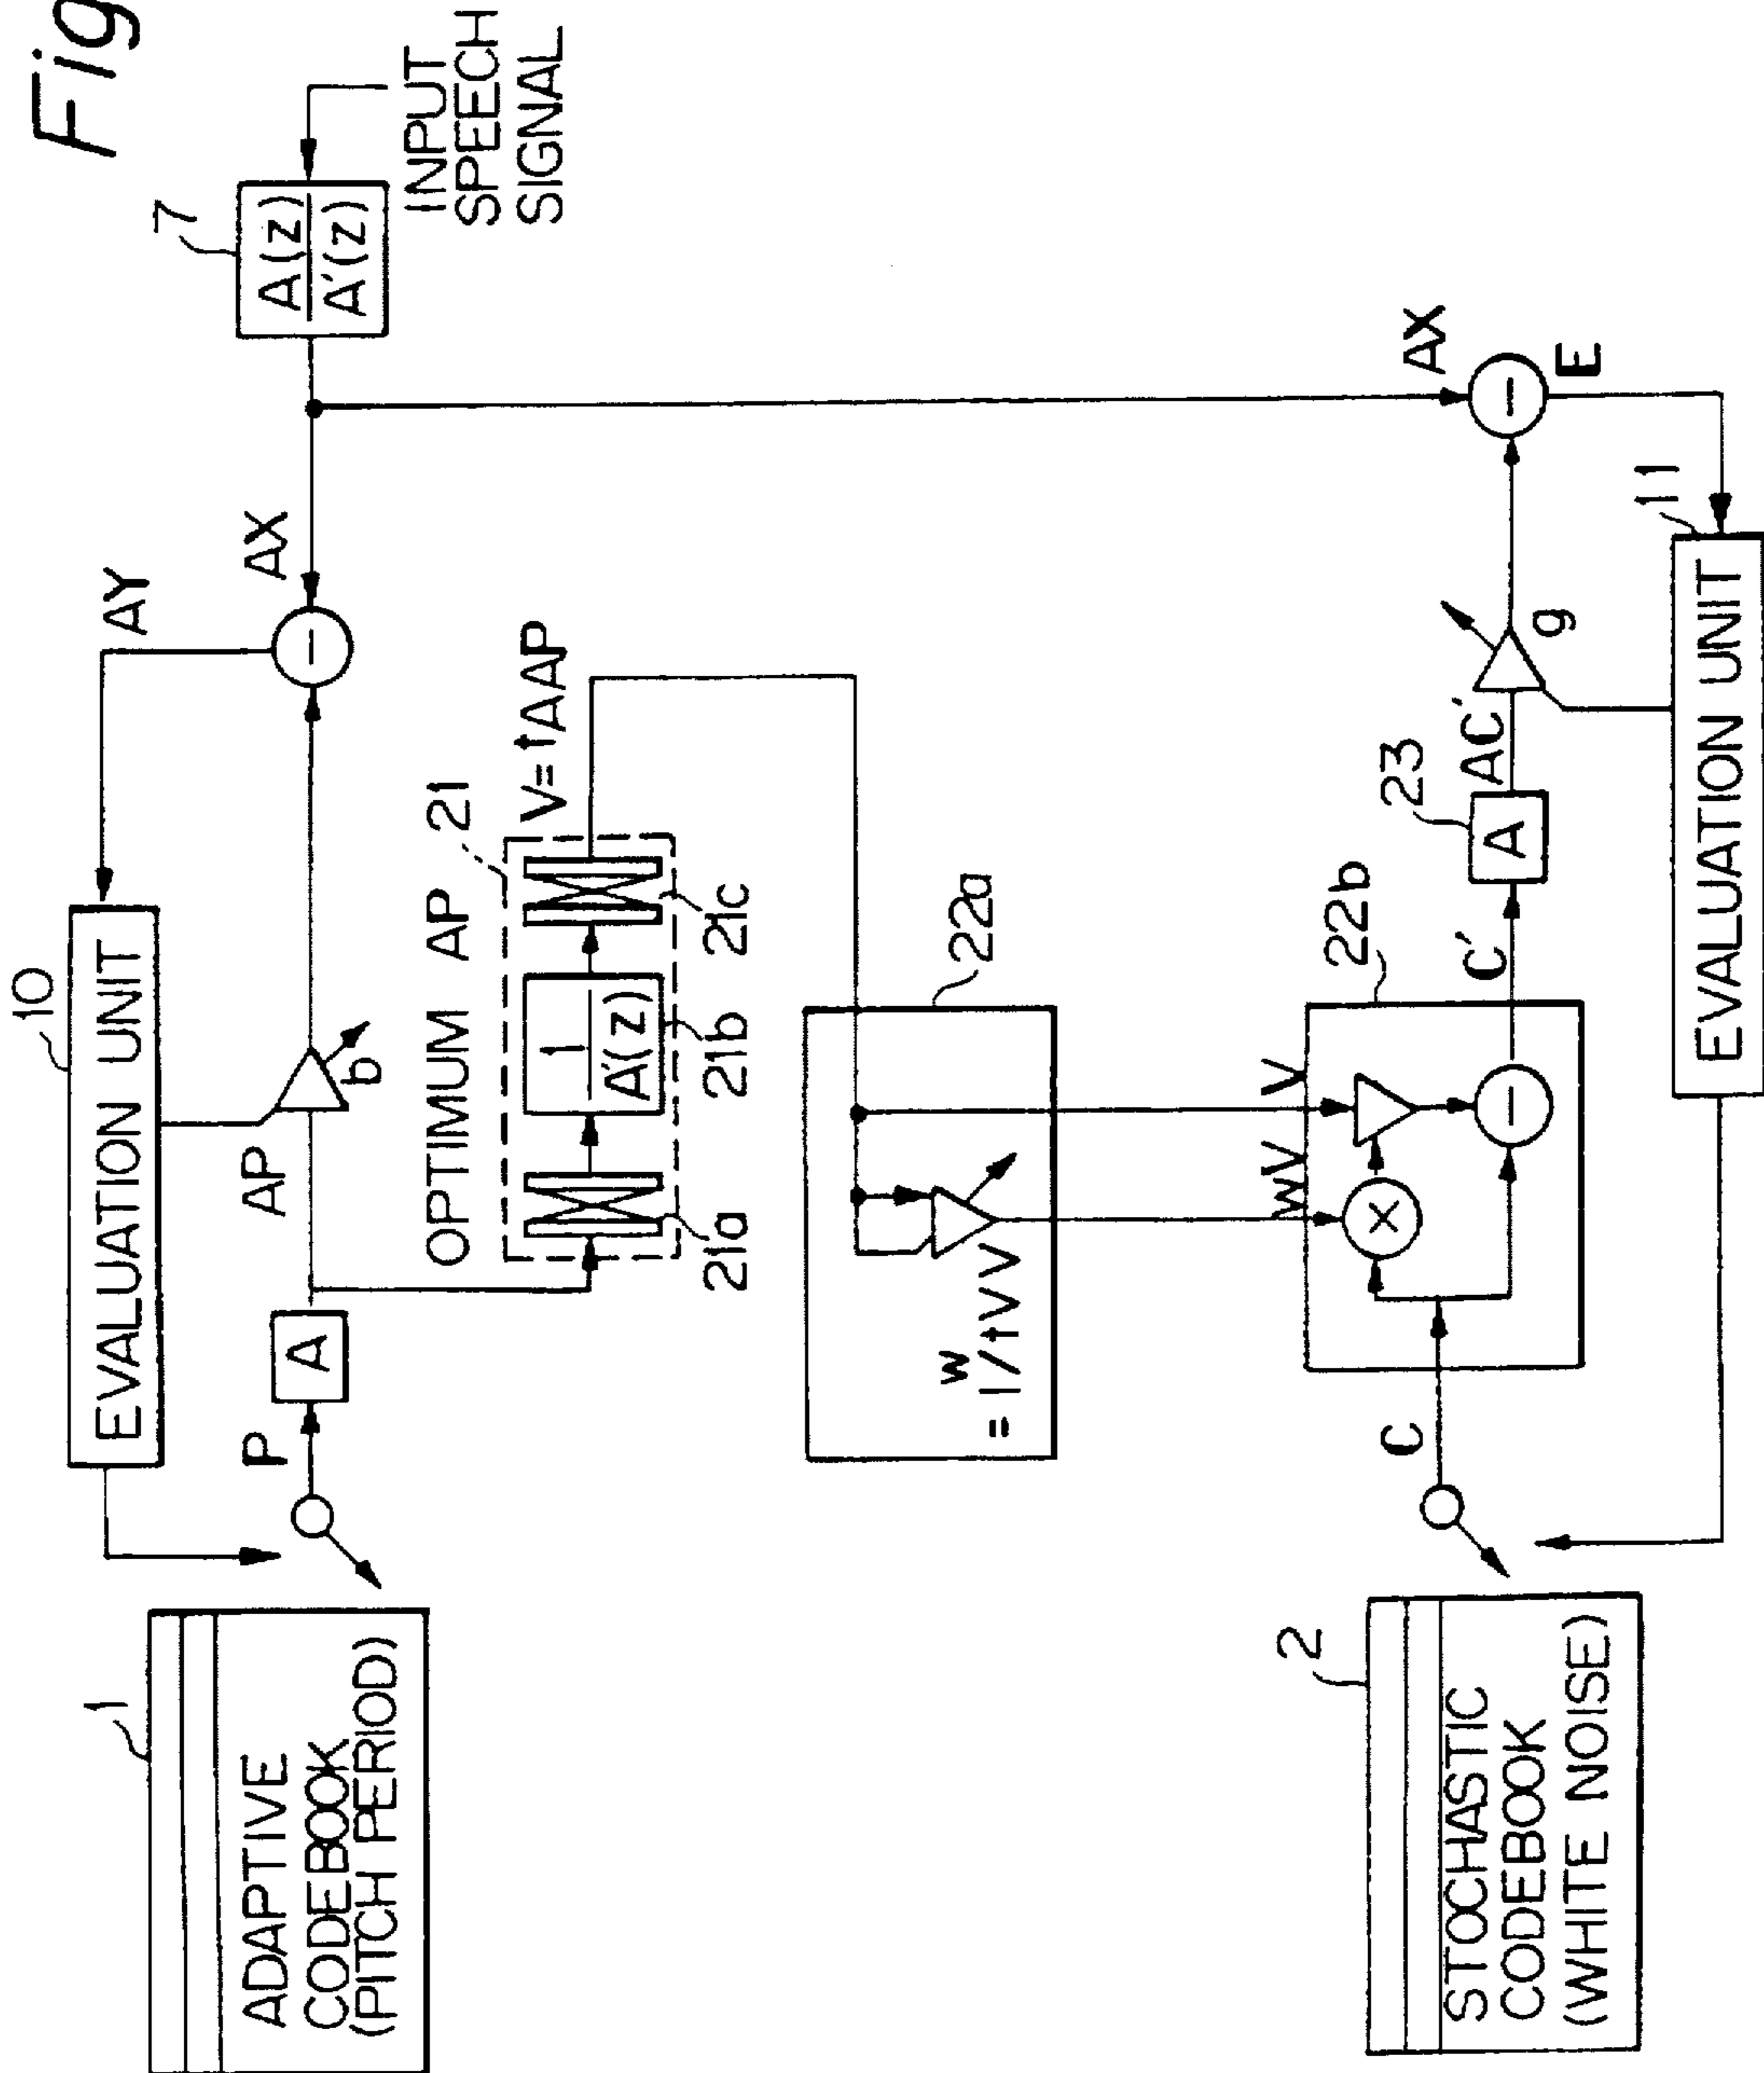 Fig
7
A(z)
A'(z)
INPUT
SPEECH
SIGNAL
AX
AY
10
EVALUATION UNIT
b
AP
A
P
1
ADAPTIVE
CODEBOOK
(PITCH PERIOD)
OPTIMUM AP
21
V=tAAP
21a
1
A'(z)
21b
21c
22a
w
=1/tVV
wV
V
22b
C
C'
23
A
AC'
g
AX
E
11
EVALUATION UNIT
2
STOCHASTIC
CODEBOOK
(WHITE NOISE)